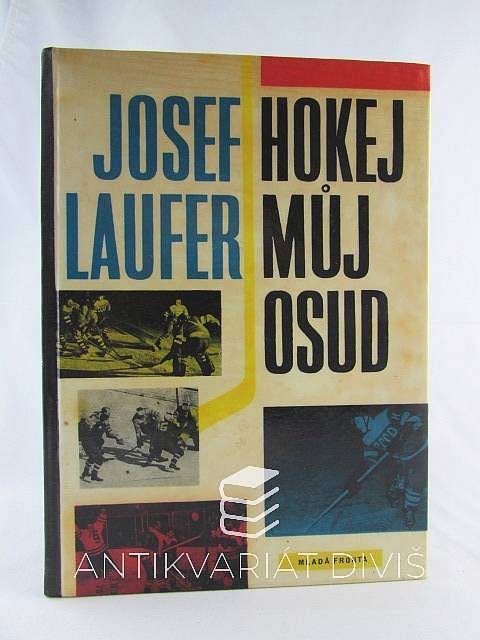 JOSEF
LAUFER
HOKEJ
MŮJ
OSUD
MLADÁ FRONTA
ANTIKVARIÁT DIVIŠ